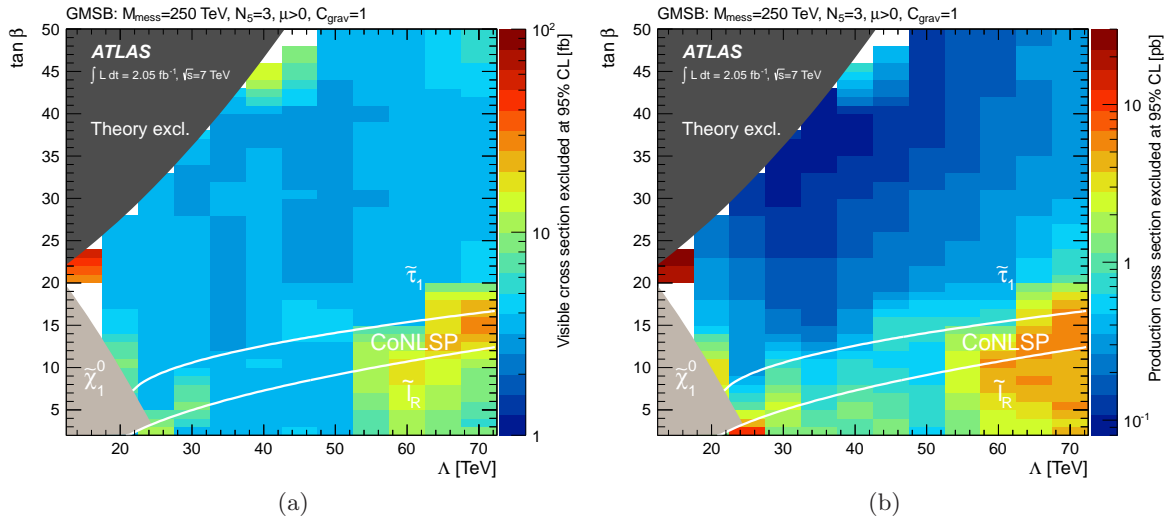 GMSB: M_mess=250 TeV, N_5=3, μ>0, C_grav=1
tan β
50
45
40
35
30
25
20
15
10
5
ATLAS
∫ L dt = 2.05 fb⁻¹, √s=7 TeV
Theory excl.
τ̃_1
CoNLSP
χ̃_1^0
l̃_R
20 30 40 50 60 70
Λ [TeV]
10²
10
1
Visible cross section excluded at 95% CL [fb]
(a)
GMSB: M_mess=250 TeV, N_5=3, μ>0, C_grav=1
tan β
50
45
40
35
30
25
20
15
10
5
ATLAS
∫ L dt = 2.05 fb⁻¹, √s=7 TeV
Theory excl.
τ̃_1
CoNLSP
χ̃_1^0
l̃_R
20 30 40 50 60 70
Λ [TeV]
10
1
10⁻¹
Production cross section excluded at 95% CL [pb]
(b)